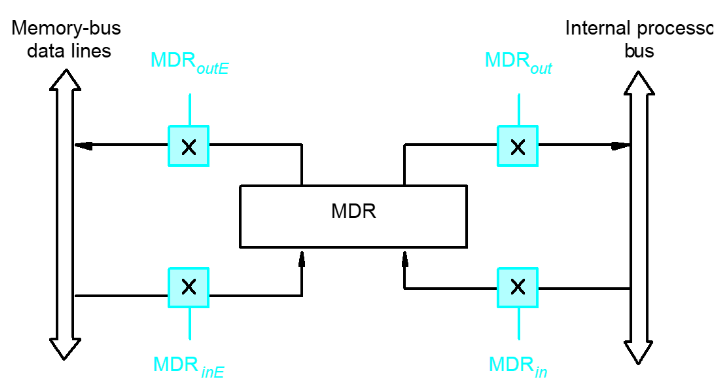 Memory-bus
data lines
Internal processo
bus
MDRoutE
MDRout
X
X
MDR
X
X
MDRinE
MDRin